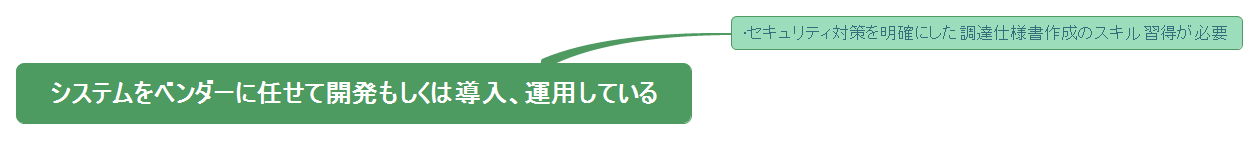 ･セキュリティ対策を明確にした調達仕様書作成のスキル習得が必要
システムをベンダーに任せて開発もしくは導入、運用している